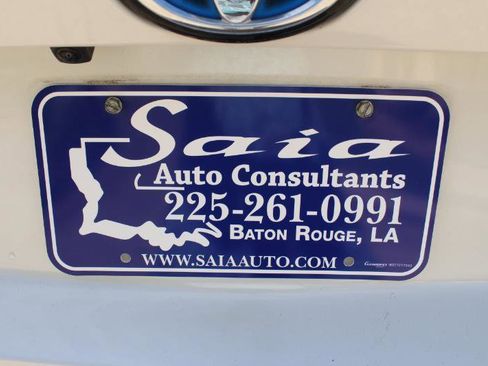 Saia
Auto Consultants
225-261-0991
BATON ROUGE, LA
WWW.SAIAAUTO.COM